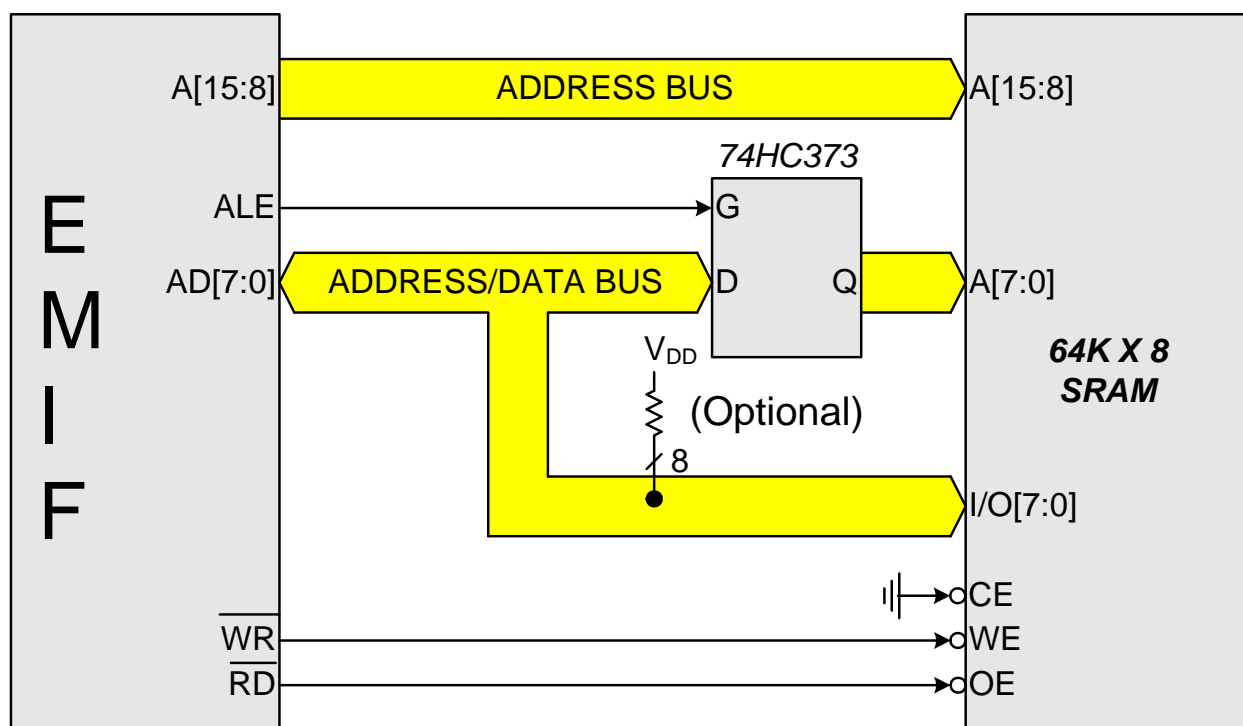 A[15:8] ADDRESS BUS A[15:8]
74HC373
ALE G
AD[7:0] ADDRESS/DATA BUS D Q A[7:0]
E
M
I
F
V_DD
(Optional)
8
64K X 8
SRAM
I/O[7:0]
CE
WR WE
RD OE